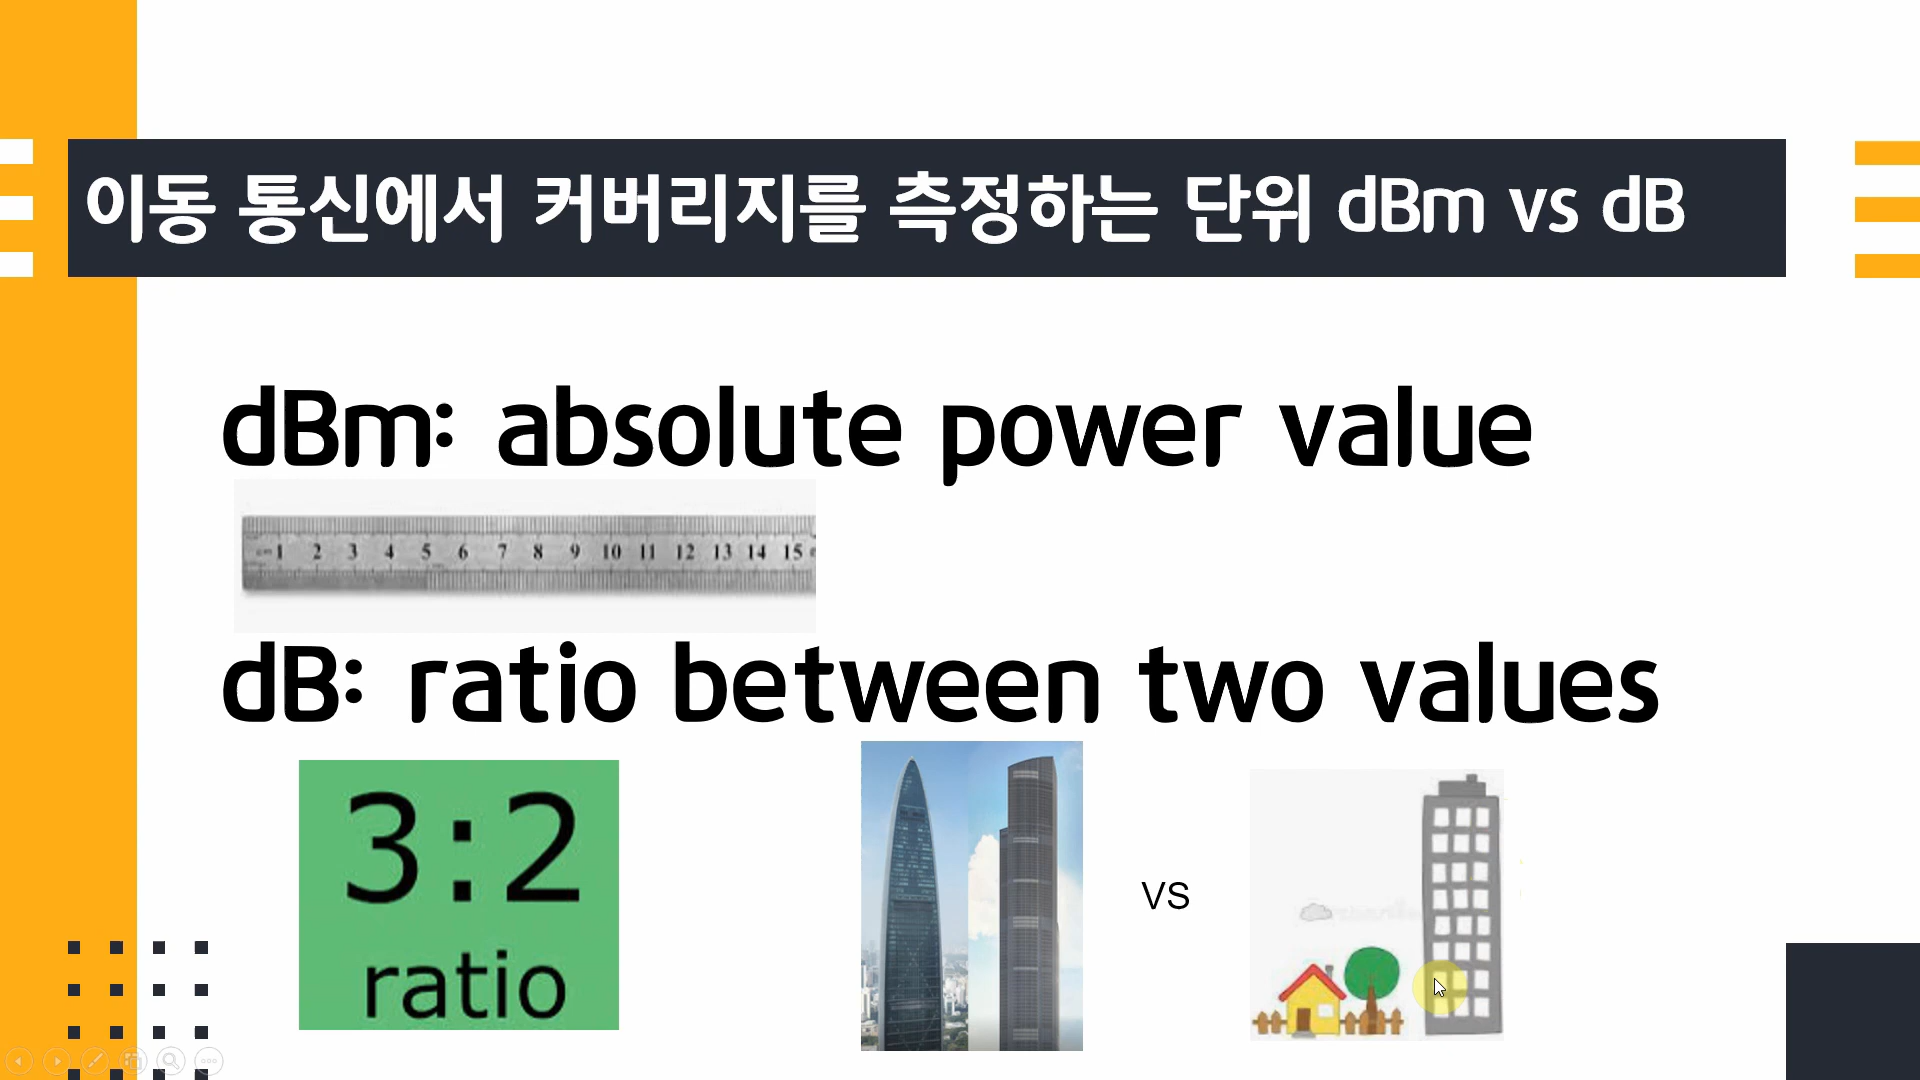 이동 통신에서 커버리지를 측정하는 단위 dBm vs dB
dBm: absolute power value
cm 1 2 3 4 5 6 7 8 9 10 11 12 13 14 15
dB: ratio between two values
3:2
ratio
VS